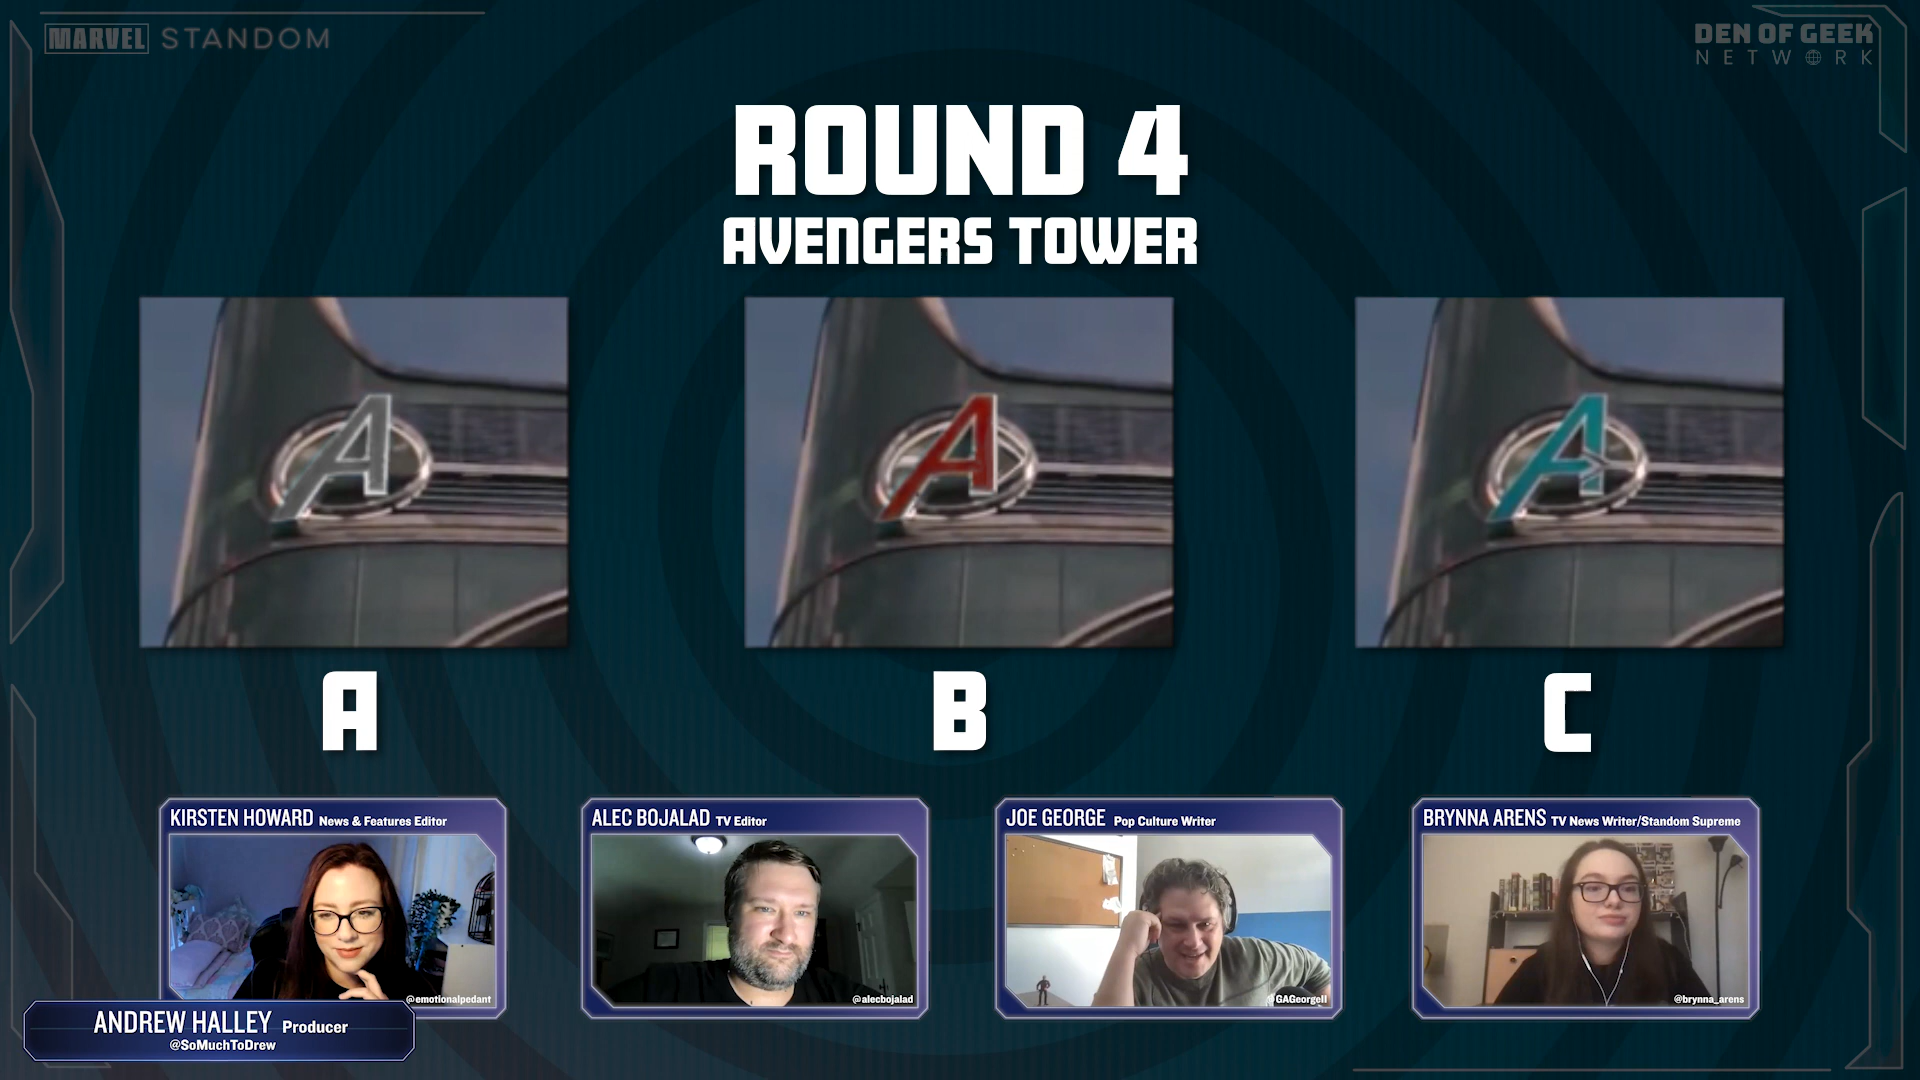 MARVEL STANDOM
DEN OF GEEK
NETWORK
ROUND 4
AVENGERS TOWER
A
A
A
A
B
C
KIRSTEN HOWARD News & Features Editor
@emotionalpedant
ALEC BOJALAD TV Editor
@alecbojalad
JOE GEORGE Pop Culture Writer
@GAGeorgeII
BRYNNA ARENS TV News Writer/Standom Supreme
@brynna_arens
ANDREW HALLEY Producer
@SoMuchToDrew